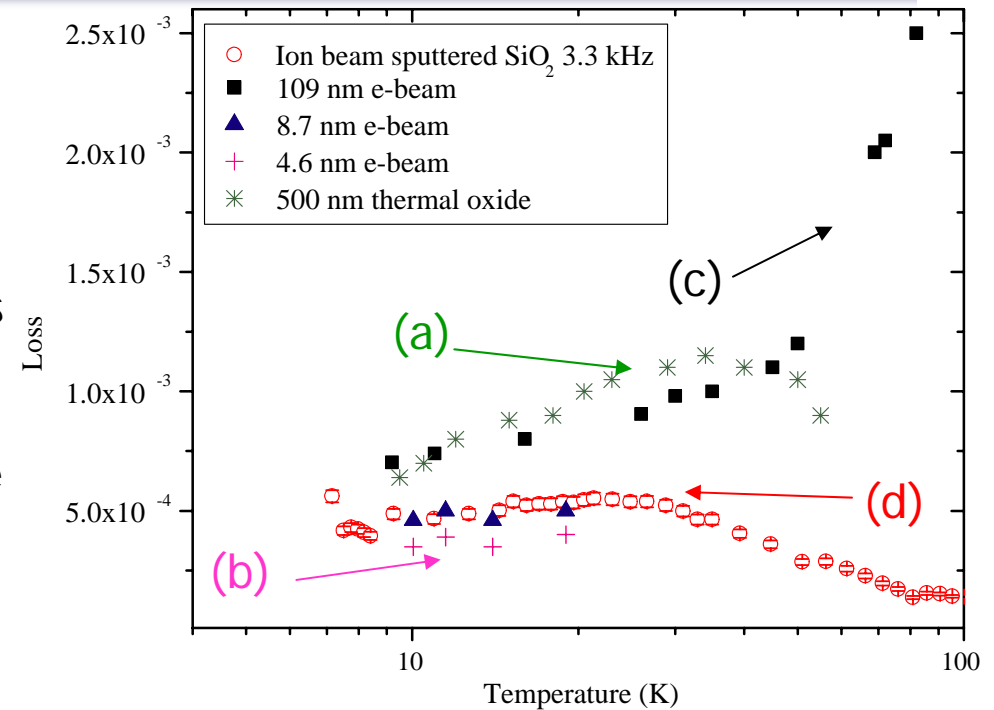 2.5x10 -3
2.0x10 -3
1.5x10 -3
1.0x10 -3
5.0x10 -4
Loss
Ion beam sputtered SiO2 3.3 kHz
109 nm e-beam
8.7 nm e-beam
4.6 nm e-beam
500 nm thermal oxide
(c)
(a)
(d)
(b)
10
100
Temperature (K)